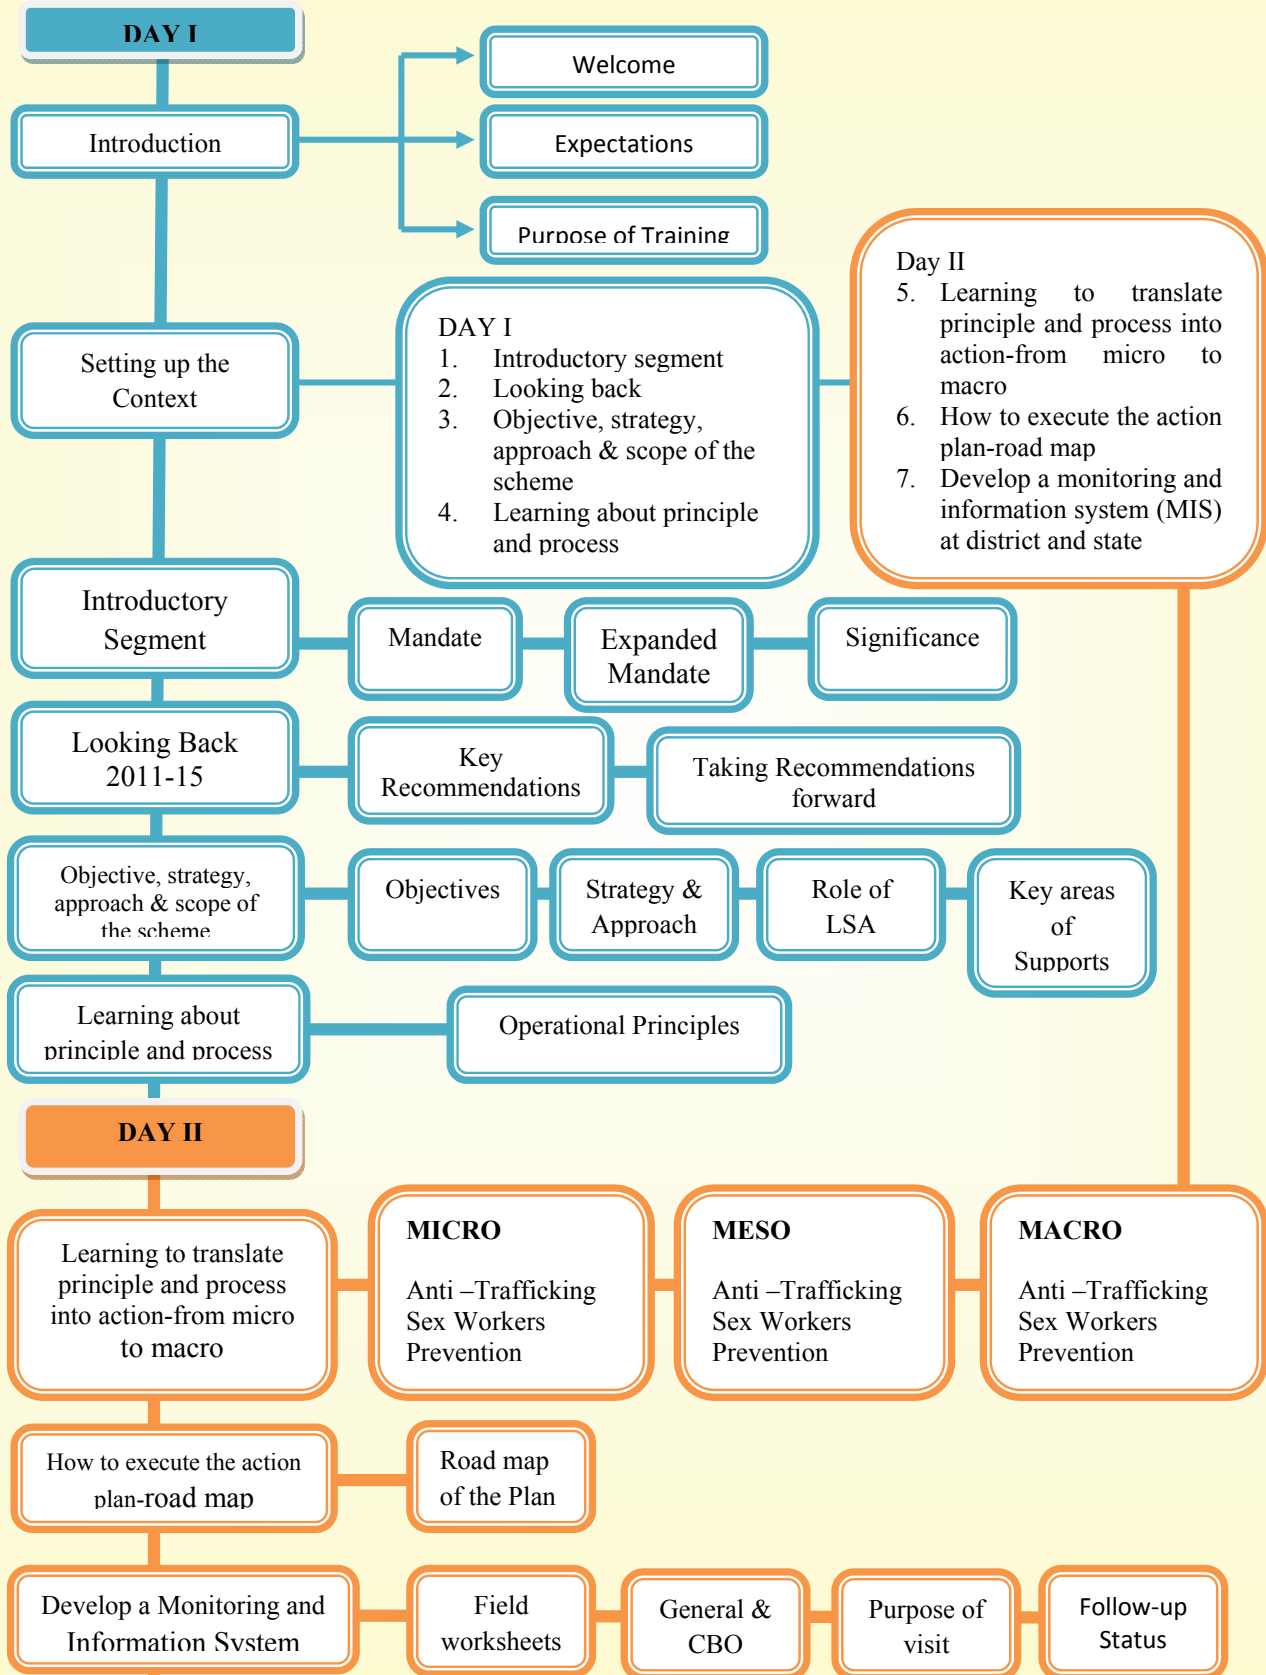 DAY I
Introduction
Welcome
Expectations
Purpose of Training
Setting up the
Context
DAY I
1. Introductory segment
2. Looking back
3. Objective, strategy,
approach & scope of the
scheme
4. Learning about principle
and process
Day II
5. Learning to translate
principle and process into
action-from micro to
macro
6. How to execute the action
plan-road map
7. Develop a monitoring and
information system (MIS)
at district and state
Introductory
Segment
Mandate
Expanded
Mandate
Significance
Looking Back
2011-15
Key
Recommendations
Taking Recommendations
forward
Objective, strategy,
approach & scope of
the scheme
Objectives
Strategy &
Approach
Role of
LSA
Key areas
of
Supports
Learning about
principle and process
Operational Principles
DAY II
Learning to translate
principle and process
into action-from micro
to macro
MICRO
Anti –Trafficking
Sex Workers
Prevention
MESO
Anti –Trafficking
Sex Workers
Prevention
MACRO
Anti –Trafficking
Sex Workers
Prevention
How to execute the action
plan-road map
Road map
of the Plan
Develop a Monitoring and
Information System
Field
worksheets
General &
CBO
Purpose of
visit
Follow-up
Status